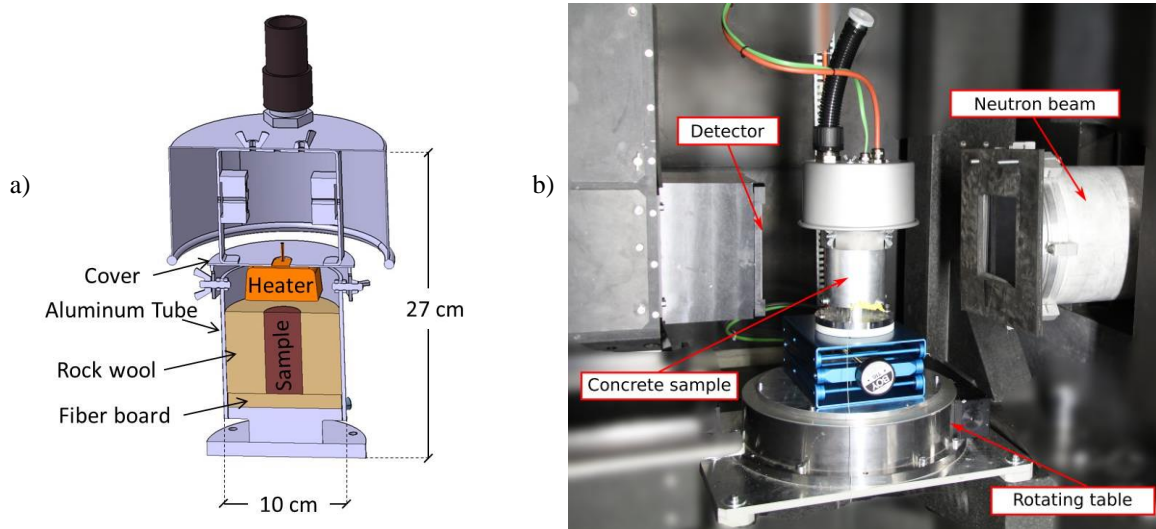 a)
Cover
Aluminum Tube
Rock wool
Fiber board
Heater
Sample
27 cm
10 cm
b)
Detector
Neutron beam
Concrete sample
Rotating table